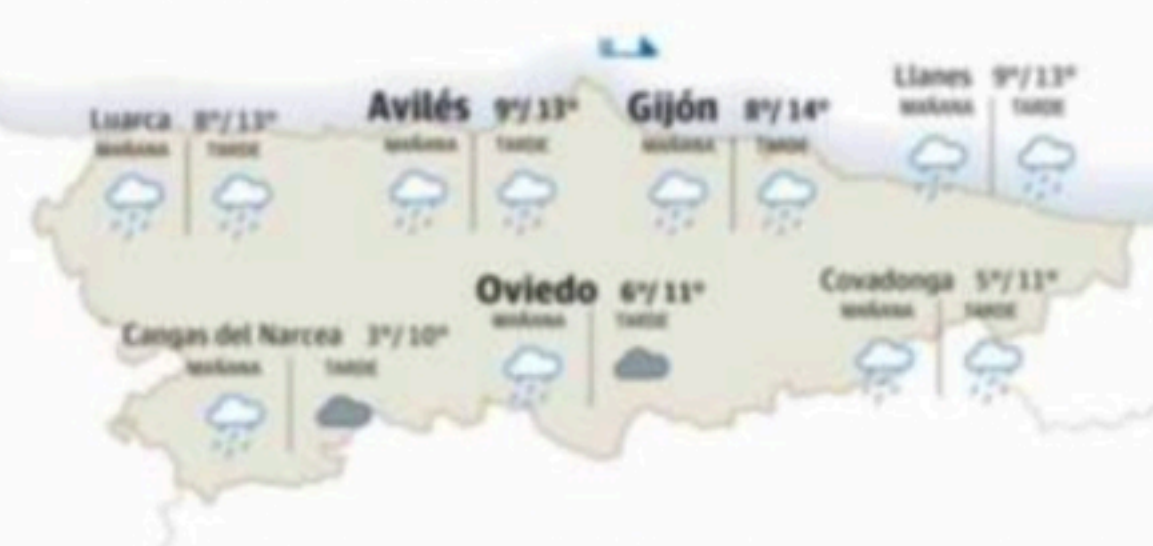 Llanes 9°/13°
MAÑANA TARDE
Avilés 9°/13°
MAÑANA TARDE
Gijón 8°/14°
MAÑANA TARDE
Luarca 8°/13°
MAÑANA TARDE
Covadonga 5°/11°
MAÑANA TARDE
Oviedo 6°/11°
MAÑANA TARDE
Cangas del Narcea 3°/10°
MAÑANA TARDE